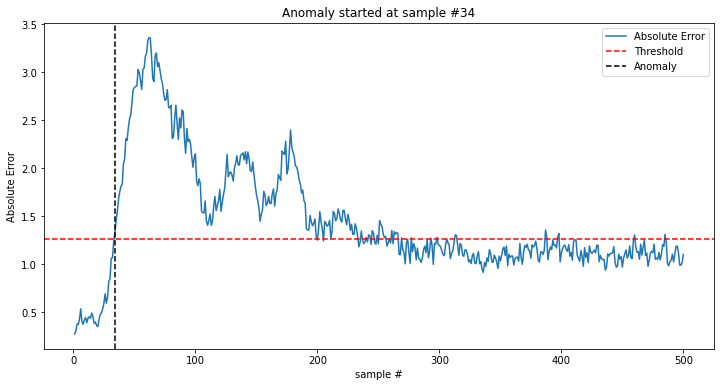 Anomaly started at sample #34
Absolute Error
Threshold
Anomaly
3.5
3.0
2.5
2.0
1.5
1.0
0.5
Absolute Error
0
100
200
300
400
500
sample #